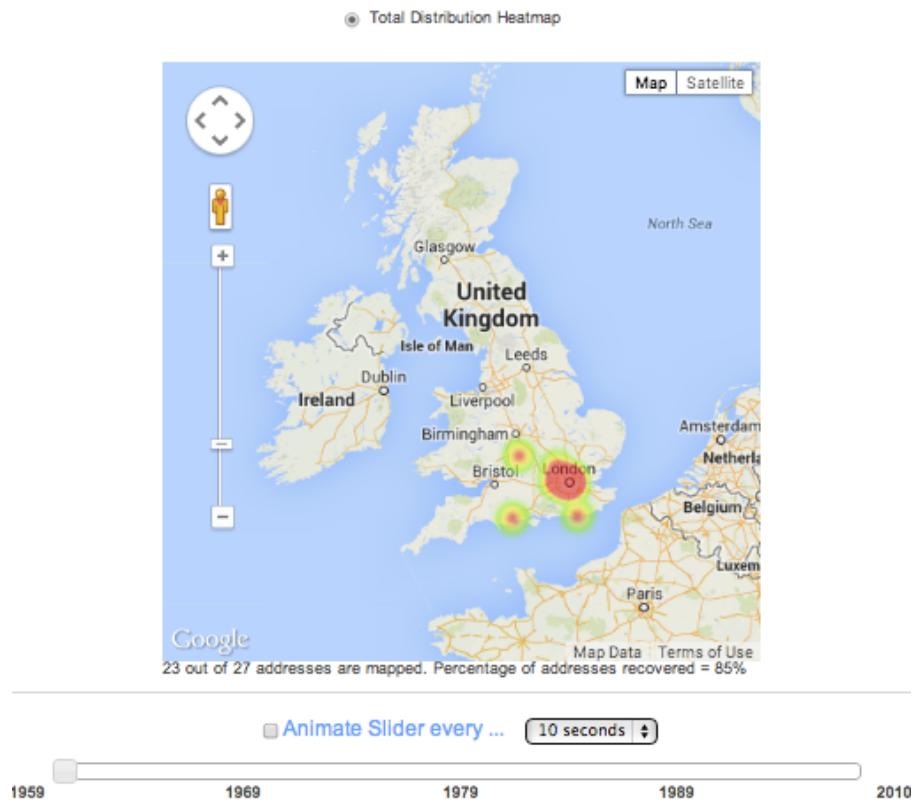 Total Distribution Heatmap
Map Satellite
North Sea
Glasgow
United
Kingdom
Isle of Man
Leeds
Dublin
Ireland
Liverpool
Amsterdam
Birmingham
Netherla
Bristol
London
Belgium
Luxem
Paris
Google
Map Data Terms of Use
23 out of 27 addresses are mapped. Percentage of addresses recovered = 85%
Animate Slider every ... 10 seconds
1959 1969 1979 1989 2010